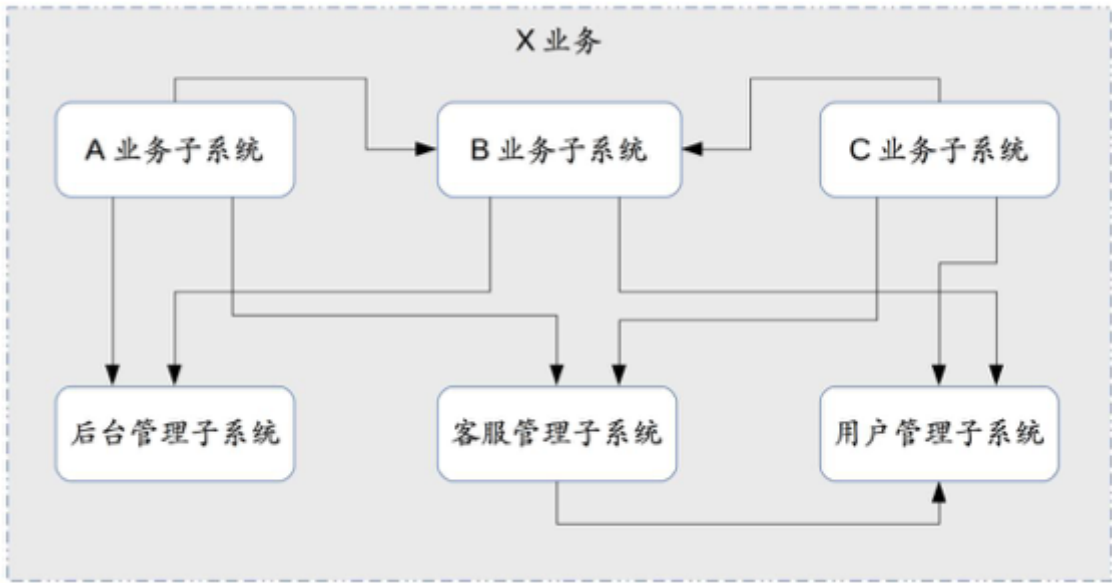 X 业务
A 业务子系统
B 业务子系统
C 业务子系统
后台管理子系统
客服管理子系统
用户管理子系统